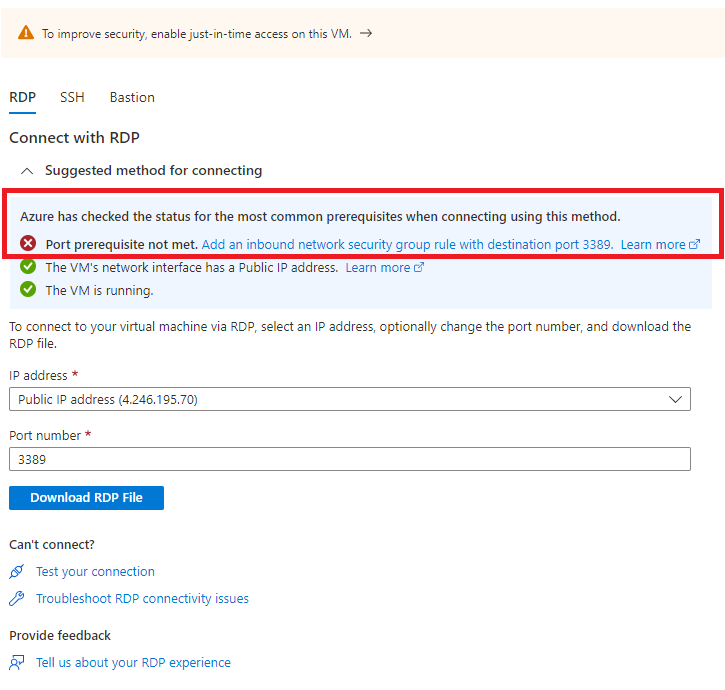 To improve security, enable just-in-time access on this VM. →
RDP SSH Bastion
Connect with RDP
Suggested method for connecting
Azure has checked the status for the most common prerequisites when connecting using this method.
Port prerequisite not met. Add an inbound network security group rule with destination port 3389. Learn more
The VM's network interface has a Public IP address. Learn more
The VM is running.
To connect to your virtual machine via RDP, select an IP address, optionally change the port number, and download the
RDP file.
IP address *
Public IP address (4.246.195.70)
Port number *
3389
Download RDP File
Can't connect?
Test your connection
Troubleshoot RDP connectivity issues
Provide feedback
Tell us about your RDP experience